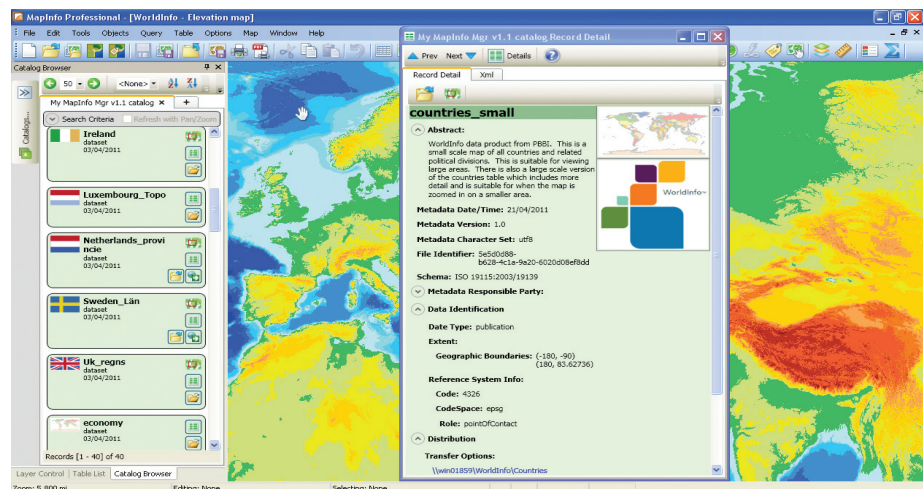 MapInfo Professional - [WorldInfo - Elevation map]
File Edit Tools Objects Query Table Options Map Window Help
Catalog Browser
50
<None>
My MapInfo Mgr v1.1 catalog × +
Search Criteria Refresh with Pan/Zoom
Catalogs...
Ireland
dataset
03/04/2011
Luxembourg_Topo
dataset
03/04/2011
Netherlands_provi
ncie
dataset
03/04/2011
Sweden_Län
dataset
03/04/2011
Uk_regns
dataset
03/04/2011
economy
dataset
03/04/2011
Records [1 - 40] of 40
Layer Control Table List Catalog Browser
Zoom: 5,800 mi Editing: None Selecting: None
My MapInfo Mgr v1.1 catalog Record Detail
Prev Next Details
Record Detail Xml
countries_small
Abstract:
WorldInfo data product from PBBI. This is a
small scale map of all countries and related
political divisions. This is suitable for viewing
large areas. There is also a large scale version
of the countries table which includes more
detail and is suitable for when the map is
zoomed in on a smaller area.
WorldInfo~
Metadata Date/Time: 21/04/2011
Metadata Version: 1.0
Metadata Character Set: utf8
File Identifier: 5e5d0d88-
b628-4c1a-9a20-6020d08ef8dd
Schema: ISO 19115:2003/19139
Metadata Responsible Party:
Data Identification
Date Type: publication
Extent:
Geographic Boundaries: (-180, -90)
(180, 83.62736)
Reference System Info:
Code: 4326
CodeSpace: epsg
Role: pointOfContact
Distribution
Transfer Options:
\\win01859\WorldInfo\Countries